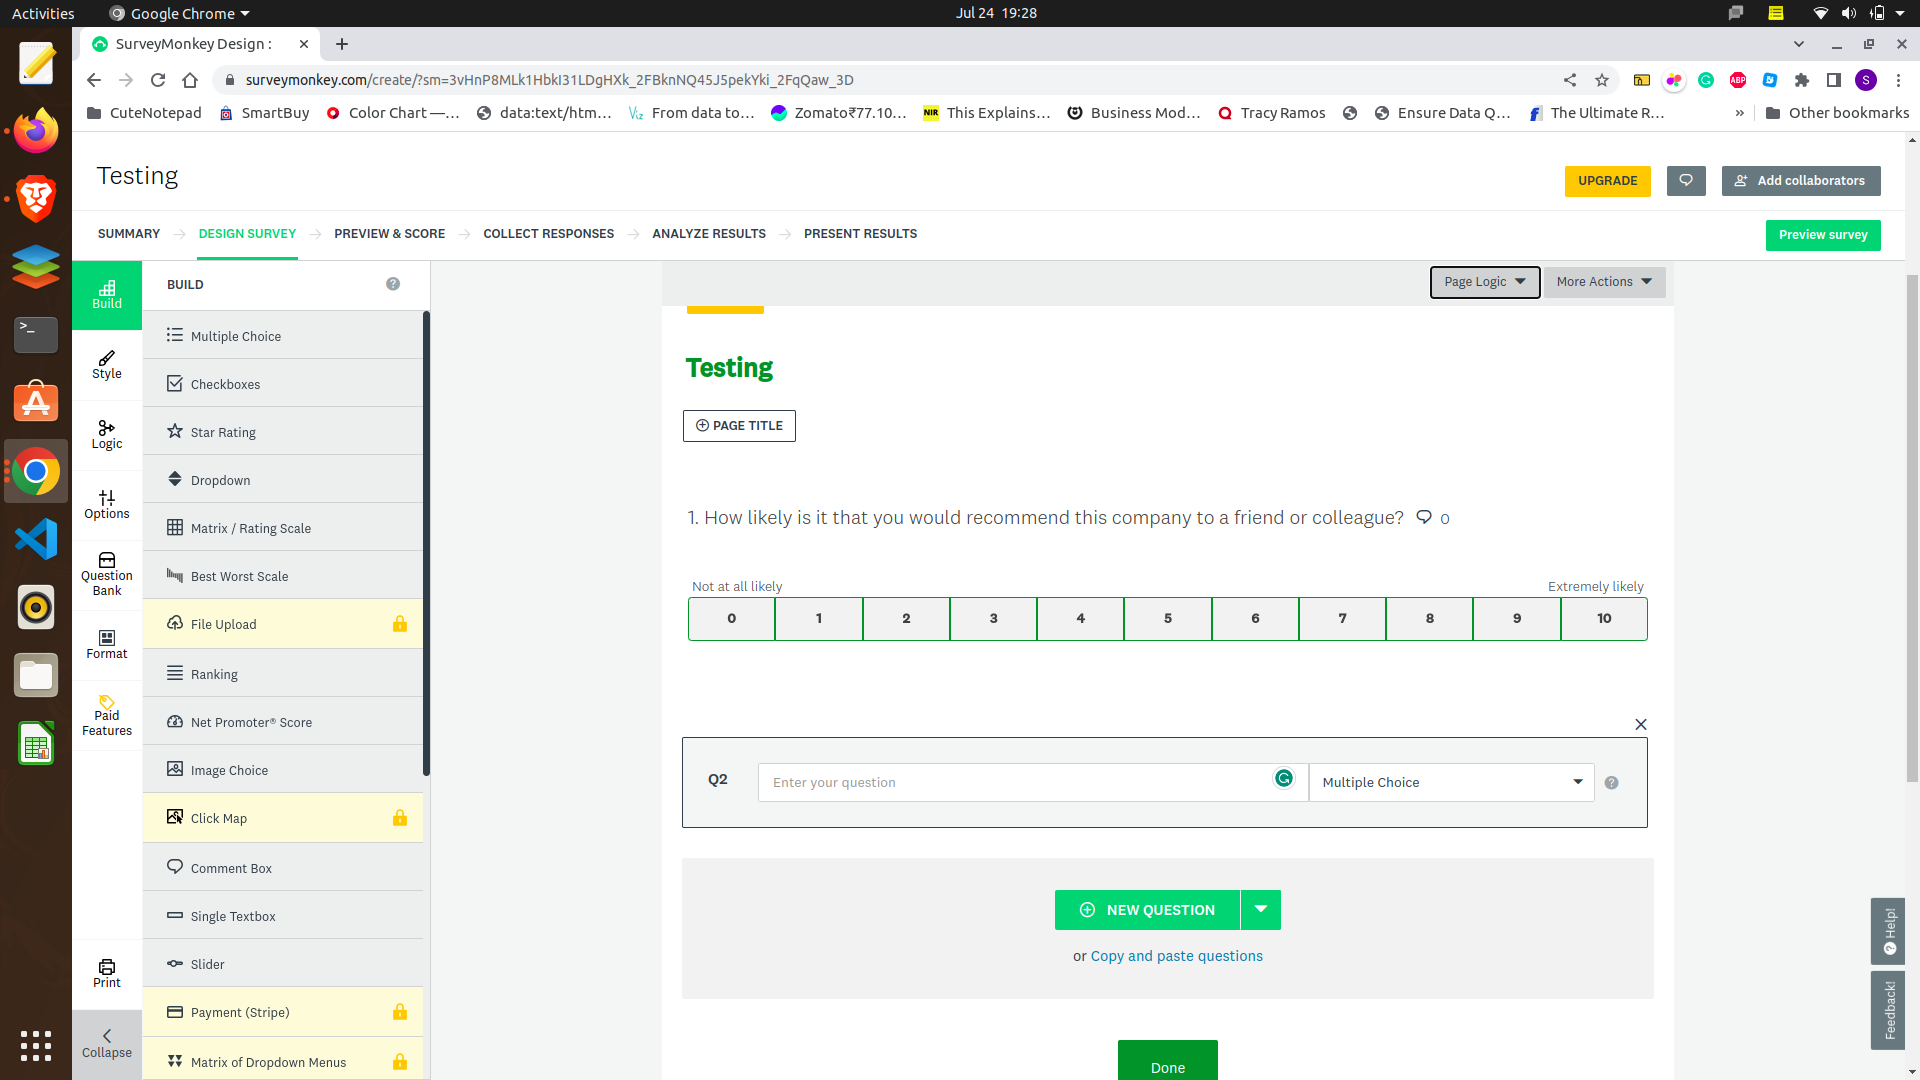 Activities Google Chrome Jul 24 19:28
SurveyMonkey Design :
surveymonkey.com/create/?sm=3vHnP8MLk1HbkI31LDgHXk_2FBknNQ45J5pekYki_2FqQaw_3D
ABP S
CuteNotepad SmartBuy Color Chart —,... data:text/htm... From data to... Zomato₹77.10... NIR This Explains... Business Mod... Tracy Ramos Ensure Data Q... The Ultimate R... » Other bookmarks
Testing
UPGRADE Add collaborators
SUMMARY DESIGN SURVEY PREVIEW & SCORE COLLECT RESPONSES ANALYZE RESULTS PRESENT RESULTS Preview survey
Build
Style
Logic
Options
Question
Bank
Format
Paid
Features
Print
Collapse
BUILD
Multiple Choice
Checkboxes
Star Rating
Dropdown
Matrix / Rating Scale
Best Worst Scale
File Upload
Ranking
Net Promoter® Score
Image Choice
Click Map
Comment Box
Single Textbox
Slider
Payment (Stripe)
Matrix of Dropdown Menus
Page Logic More Actions
Testing
PAGE TITLE
1. How likely is it that you would recommend this company to a friend or colleague? 0
Not at all likely Extremely likely
0 1 2 3 4 5 6 7 8 9 10
Q2 Enter your question Multiple Choice
NEW QUESTION
or Copy and paste questions
Done
Help!
Feedback!